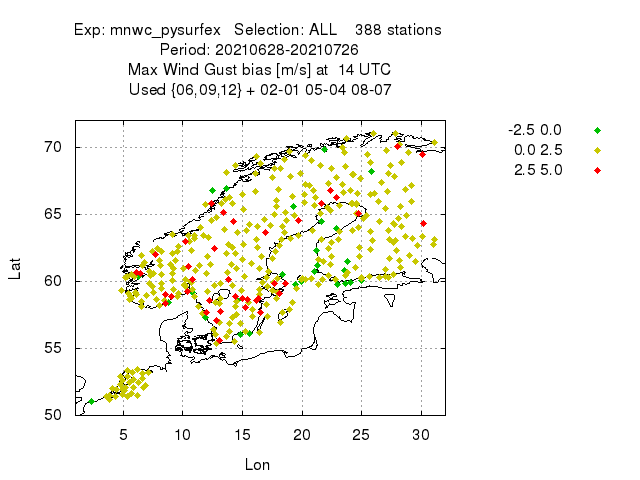 Exp: mnwc_pysurfex   Selection: ALL    388 stations
Period: 20210628-20210726
Max Wind Gust bias [m/s] at  14 UTC
Used {06,09,12} + 02-01 05-04 08-07
-2.5 0.0
0.0 2.5
2.5 5.0
70
65
60
55
50
Lat
5 10 15 20 25 30
Lon